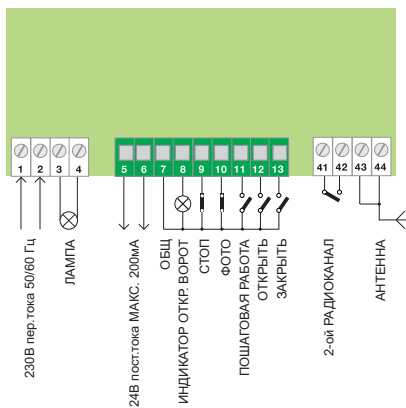 1 2 3 4
5 6 7 8 9 10 11 12 13
41 42 43 44
230В пер.тока 50/60 Гц
ЛАМПА
24В пост.тока МАКС. 200мА
ОБЩ
ИНДИКАТОР ОТКР. ВОРОТ
СТОП
ФОТО
ПОШАГОВАЯ РАБОТА
ОТКРЫТЬ
ЗАКРЫТЬ
2-ой РАДИОКАНАЛ
АНТЕННА